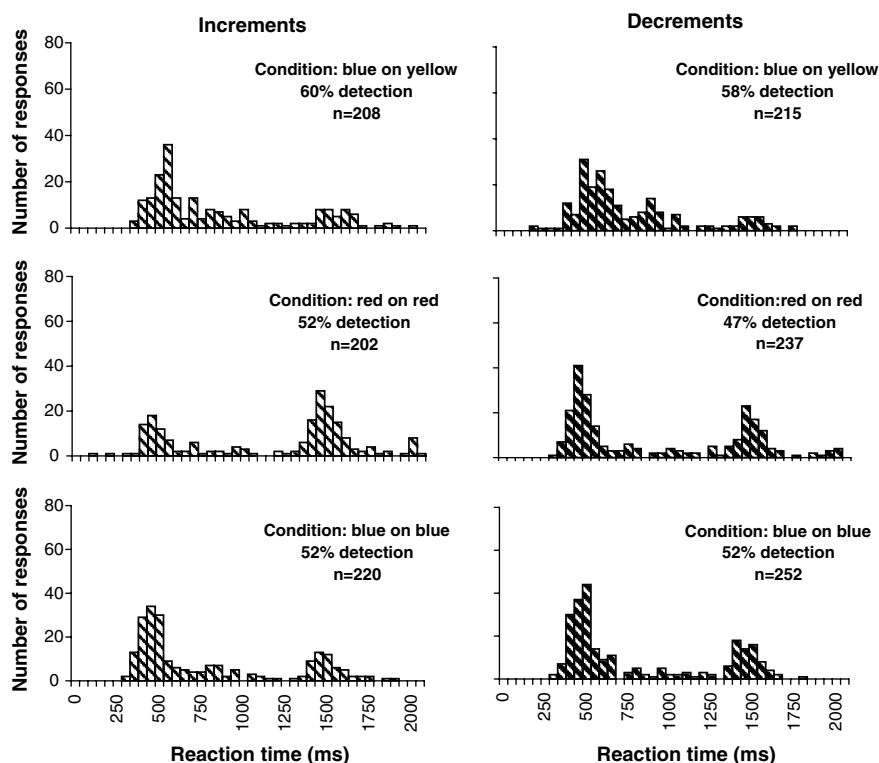 Increments
Decrements
Number of responses
80
60
40
20
0
Condition: blue on yellow
60% detection
n=208
Condition: blue on yellow
58% detection
n=215
Number of responses
80
60
40
20
0
Condition: red on red
52% detection
n=202
Condition:red on red
47% detection
n=237
Number of responses
80
60
40
20
0
Condition: blue on blue
52% detection
n=220
Condition: blue on blue
52% detection
n=252
0 250 500 750 1000 1250 1500 1750 2000
0 250 500 750 1000 1250 1500 1750 2000
Reaction time (ms)
Reaction time (ms)